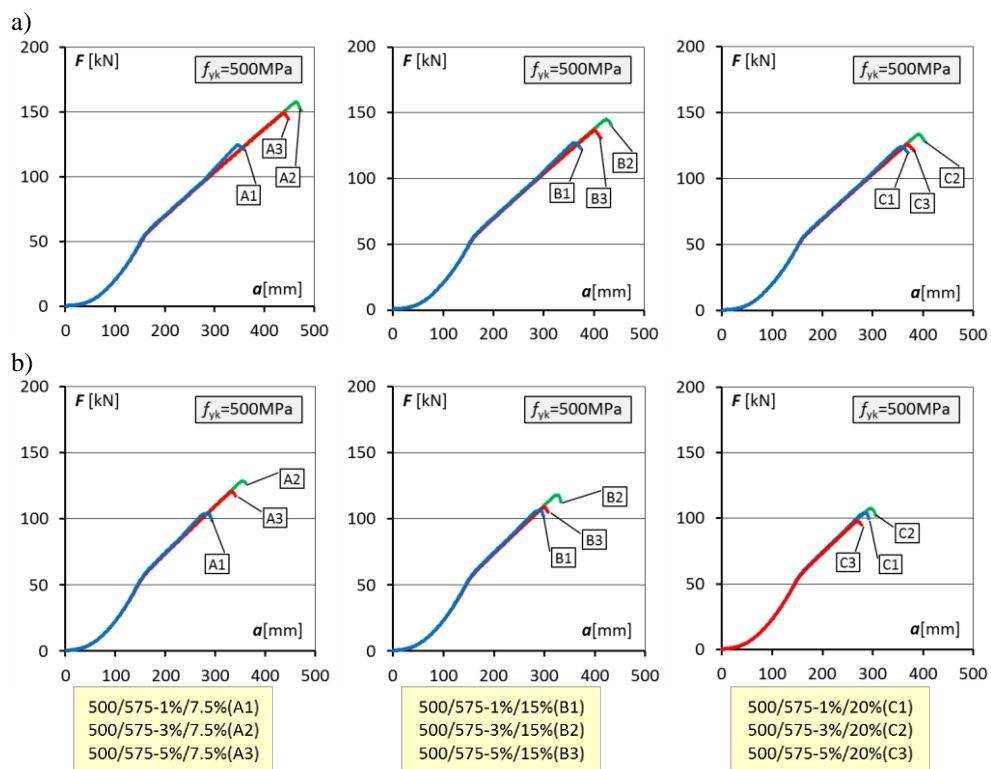 a)
F [kN]
fyk=500MPa
200
150
100
50
0
A3
A2
A1
a[mm]
0 100 200 300 400 500
F [kN]
fyk=500MPa
200
150
100
50
0
B2
B1
B3
a[mm]
0 100 200 300 400 500
F [kN]
fyk=500MPa
200
150
100
50
0
C2
C1
C3
a[mm]
0 100 200 300 400 500
b)
F [kN]
fyk=500MPa
200
150
100
50
0
A2
A3
A1
a[mm]
0 100 200 300 400 500
F [kN]
fyk=500MPa
200
150
100
50
0
B2
B3
B1
a[mm]
0 100 200 300 400 500
F [kN]
fyk=500MPa
200
150
100
50
0
C2
C3
C1
a[mm]
0 100 200 300 400 500
500/575-1%/7.5%(A1)
500/575-3%/7.5%(A2)
500/575-5%/7.5%(A3)
500/575-1%/15%(B1)
500/575-3%/15%(B2)
500/575-5%/15%(B3)
500/575-1%/20%(C1)
500/575-3%/20%(C2)
500/575-5%/20%(C3)